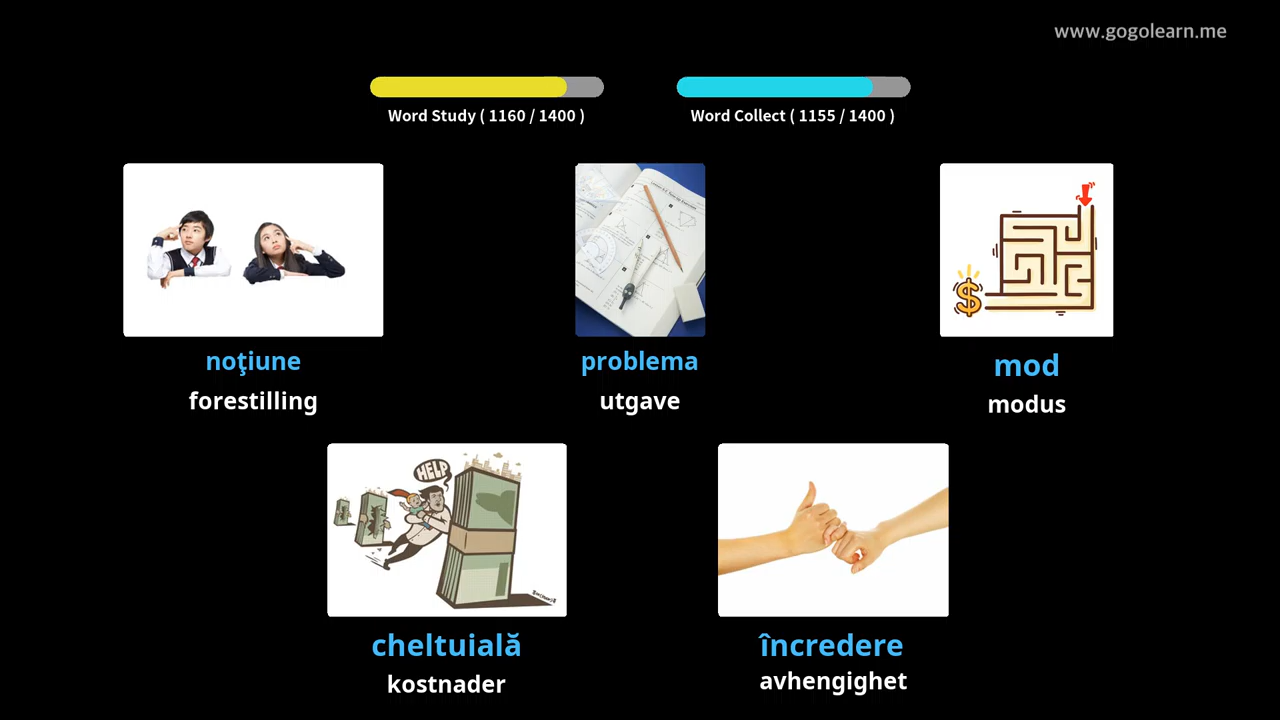 www.gogolearn.me
Word Study ( 1160 / 1400 )
Word Collect ( 1155 / 1400 )
noţiune
forestilling
problema
utgave
mod
modus
HELP
cheltuială
kostnader
încredere
avhengighet